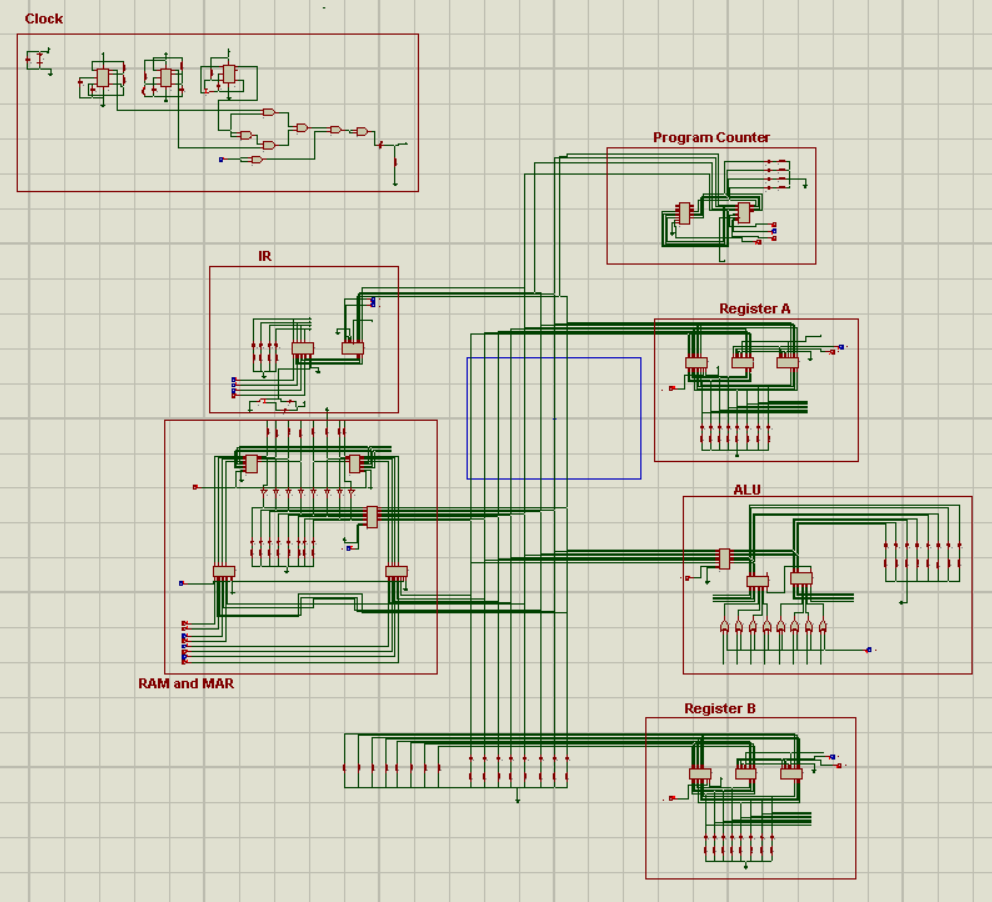 Clock
Program Counter
IR
Register A
ALU
RAM and MAR
Register B